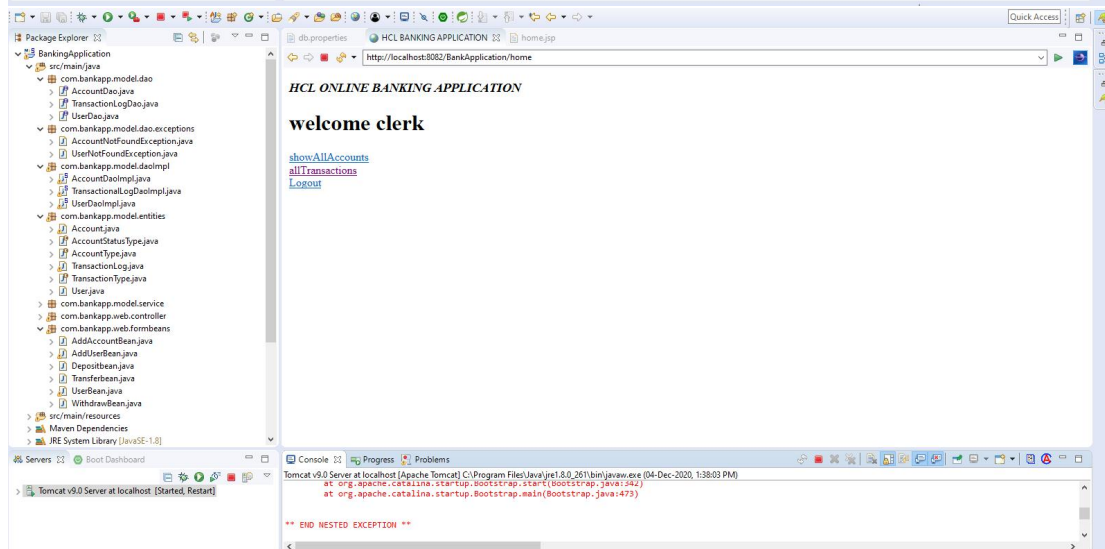 Quick Access
Package Explorer
BankingApplication
src/main/java
com.bankapp.model.dao
AccountDao.java
TransactionLogDao.java
UserDao.java
com.bankapp.model.dao.exceptions
AccountNotFoundException.java
UserNotFoundException.java
com.bankapp.model.daoImpl
AccountDaoImpl.java
TransactionalLogDaoImpl.java
UserDaoImpl.java
com.bankapp.model.entities
Account.java
AccountStatusType.java
AccountType.java
TransactionLog.java
TransactionType.java
User.java
com.bankapp.model.service
com.bankapp.web.controller
com.bankapp.web.formbeans
AddAccountBean.java
AddUserBean.java
Depositbean.java
Transferbean.java
UserBean.java
WithdrawBean.java
src/main/resources
Maven Dependencies
JRE System Library [JavaSE-1.8]
db.properties HCL BANKING APPLICATION home.jsp
http://localhost:8082/BankApplication/home
HCL ONLINE BANKING APPLICATION
welcome clerk
showAllAccounts
allTransactions
Logout
Servers Boot Dashboard
Tomcat v9.0 Server at localhost [Started, Restart]
Console Progress Problems
Tomcat v9.0 Server at localhost [Apache Tomcat] C:\Program Files\Java\jre1.8.0_261\bin\javaw.exe (04-Dec-2020, 1:38:03 PM)
at org.apache.catalina.startup.Bootstrap.start(Bootstrap.java:342)
at org.apache.catalina.startup.Bootstrap.main(Bootstrap.java:473)
** END NESTED EXCEPTION **